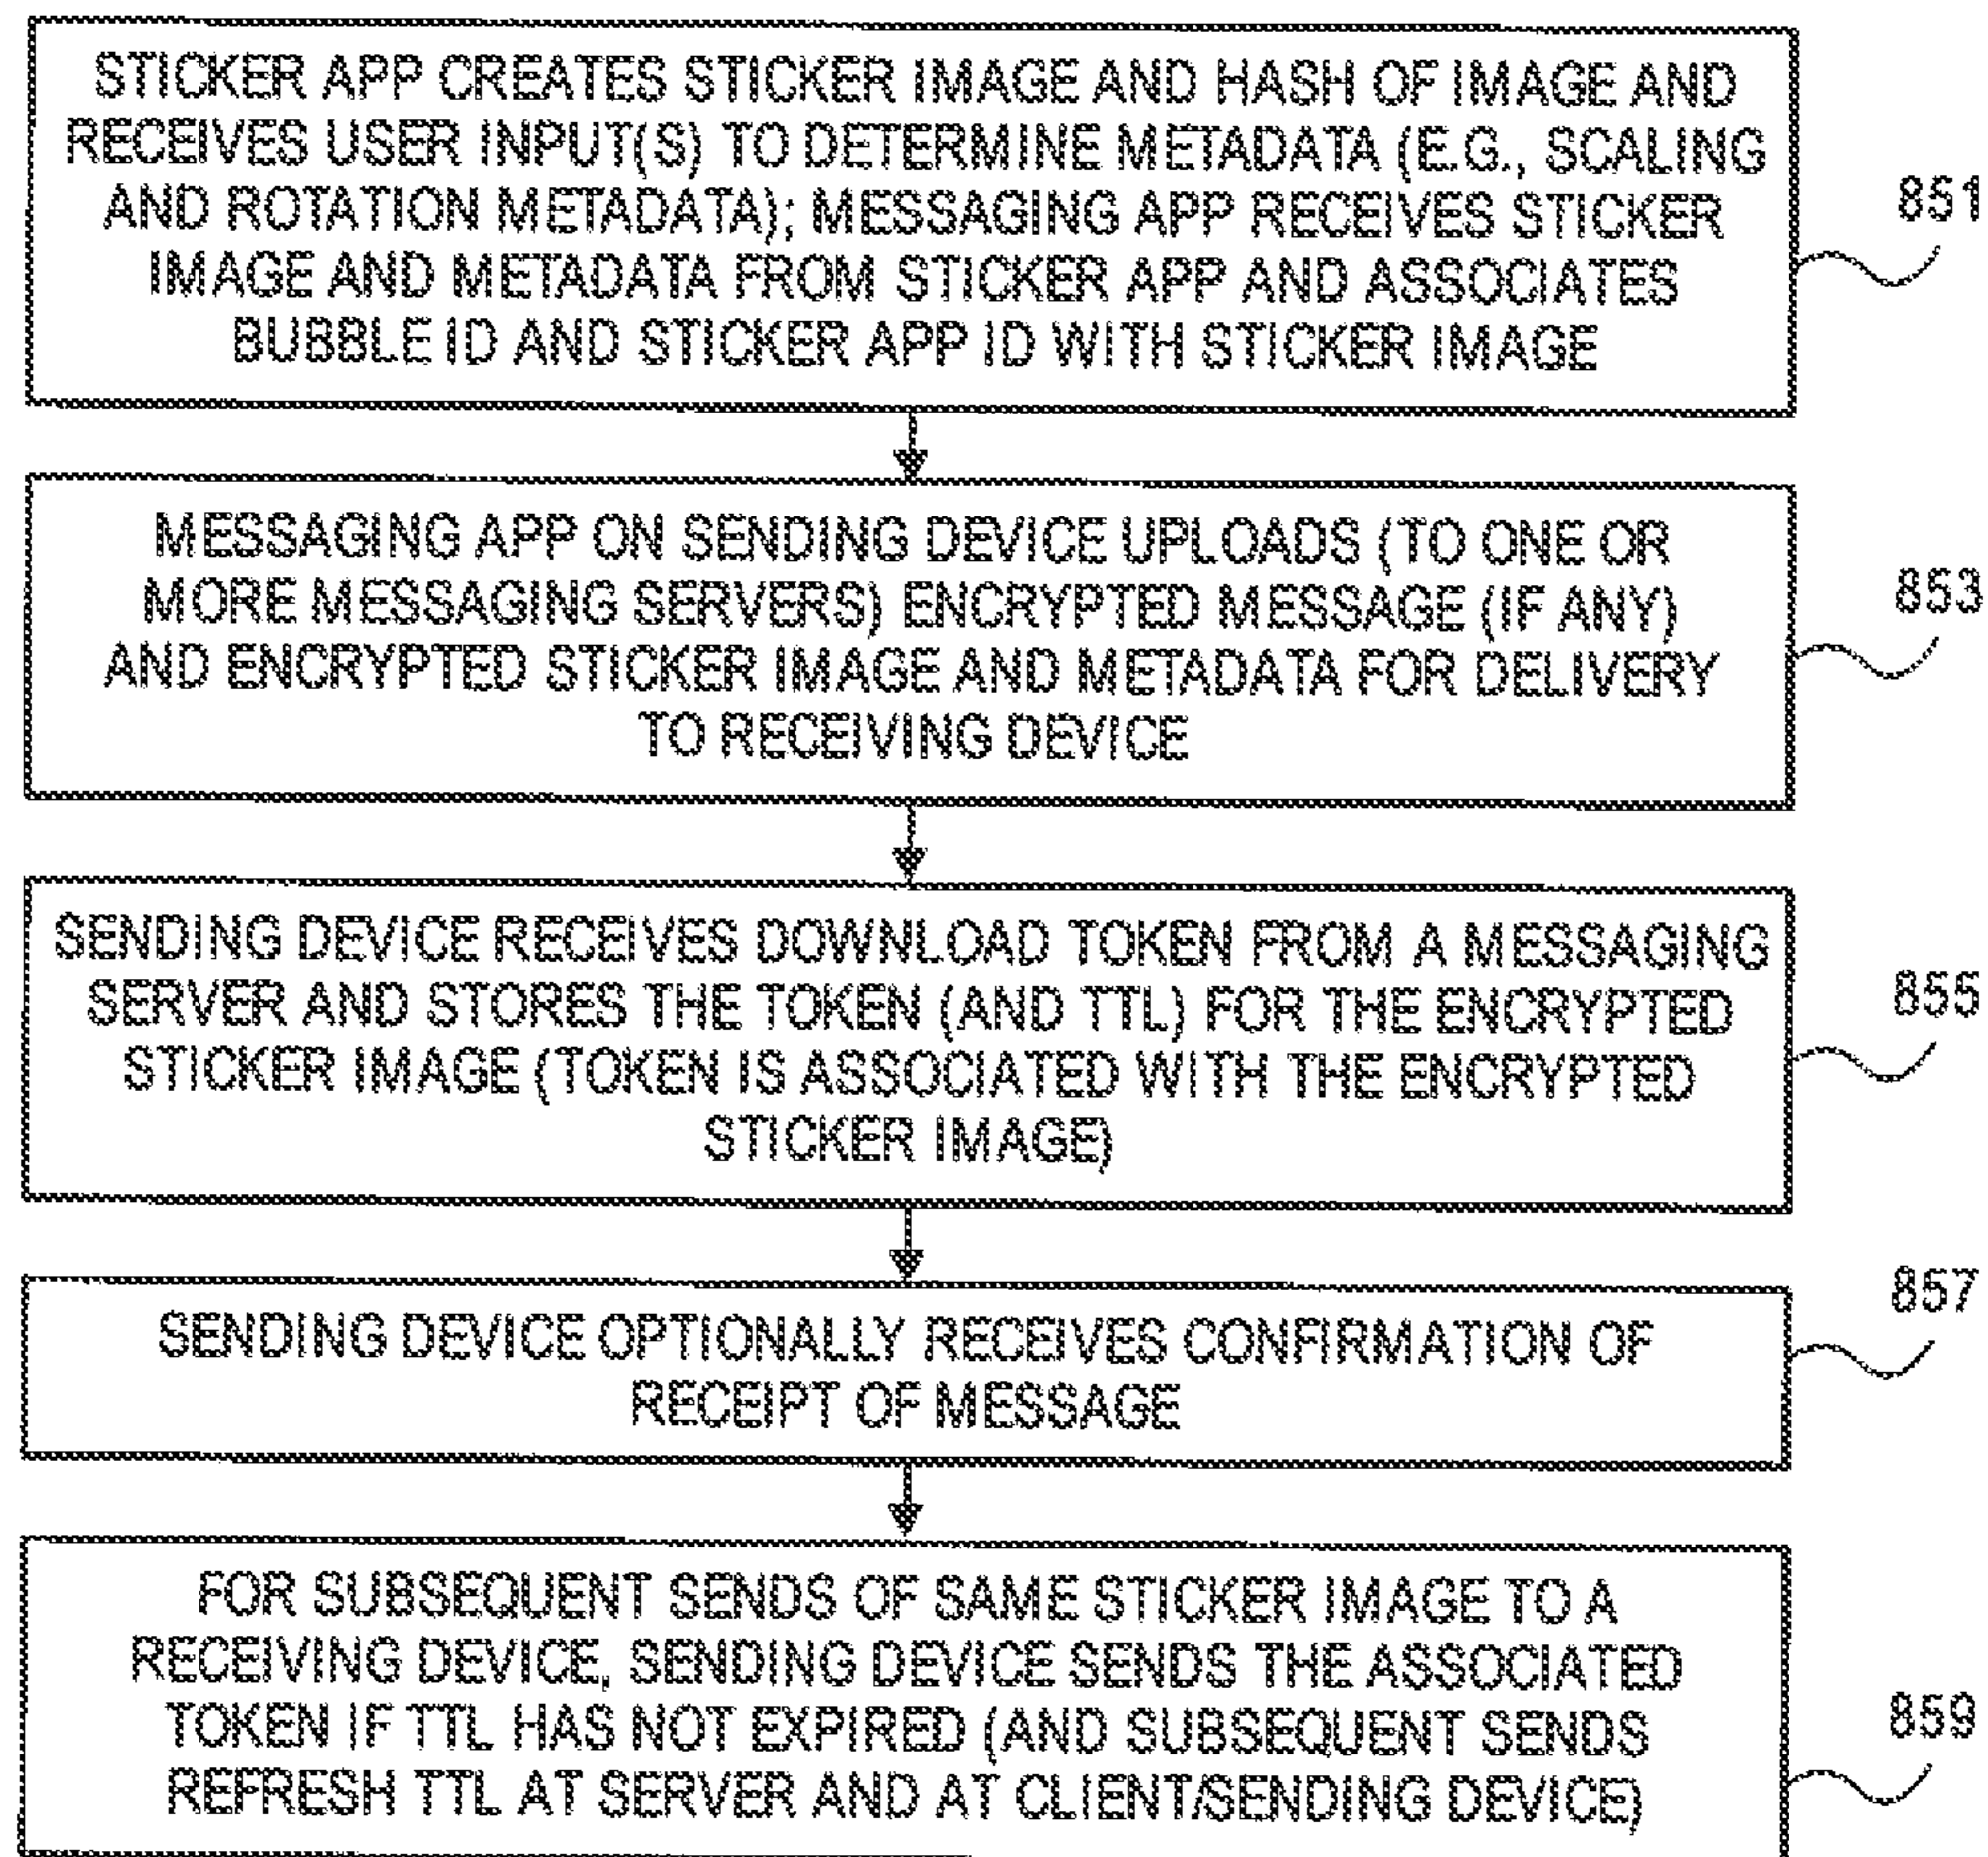 STICKER APP CREATES STICKER IMAGE AND HASH OF IMAGE AND
RECEIVES USER INPUT(S) TO DETERMINE METADATA (E.G., SCALING
AND ROTATION METADATA); MESSAGING APP RECEIVES STICKER
IMAGE AND METADATA FROM STICKER APP AND ASSOCIATES
BUBBLE ID AND STICKER APP ID WITH STICKER IMAGE
851
MESSAGING APP ON SENDING DEVICE UPLOADS (TO ONE OR
MORE MESSAGING SERVERS) ENCRYPTED MESSAGE (IF ANY)
AND ENCRYPTED STICKER IMAGE AND METADATA FOR DELIVERY
TO RECEIVING DEVICE
853
SENDING DEVICE RECEIVES DOWNLOAD TOKEN FROM A MESSAGING
SERVER AND STORES THE TOKEN (AND TTL) FOR THE ENCRYPTED
STICKER IMAGE (TOKEN IS ASSOCIATED WITH THE ENCRYPTED
STICKER IMAGE)
855
SENDING DEVICE OPTIONALLY RECEIVES CONFIRMATION OF
RECEIPT OF MESSAGE
857
FOR SUBSEQUENT SENDS OF SAME STICKER IMAGE TO A
RECEIVING DEVICE, SENDING DEVICE SENDS THE ASSOCIATED
TOKEN IF TTL HAS NOT EXPIRED (AND SUBSEQUENT SENDS
REFRESH TTL AT SERVER AND AT CLIENT/SENDING DEVICE)
859